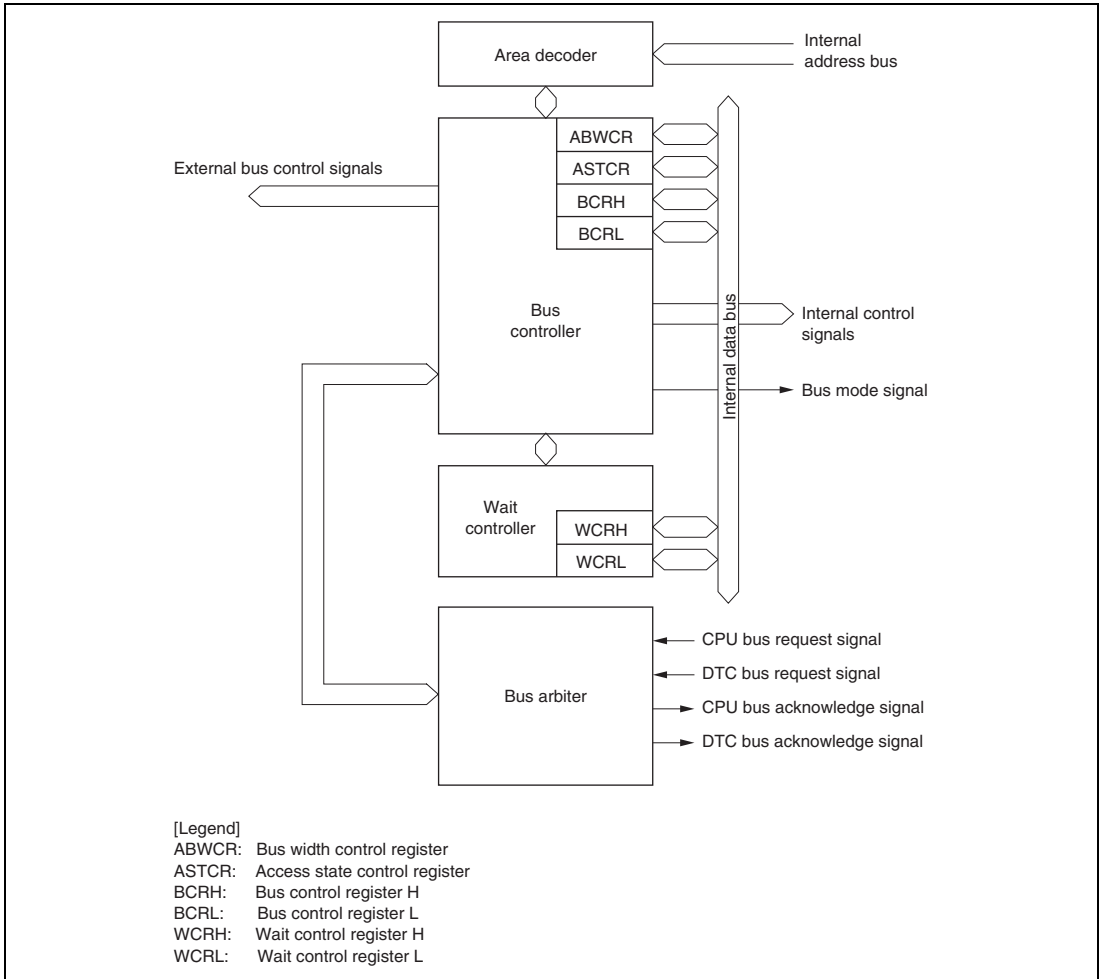 Area decoder
Internal
address bus
ABWCR
ASTCR
BCRH
BCRL
External bus control signals
Bus
controller
Internal data bus
Internal control
signals
Bus mode signal
Wait
controller
WCRH
WCRL
Bus arbiter
CPU bus request signal
DTC bus request signal
CPU bus acknowledge signal
DTC bus acknowledge signal
[Legend]
ABWCR: Bus width control register
ASTCR: Access state control register
BCRH: Bus control register H
BCRL: Bus control register L
WCRH: Wait control register H
WCRL: Wait control register L